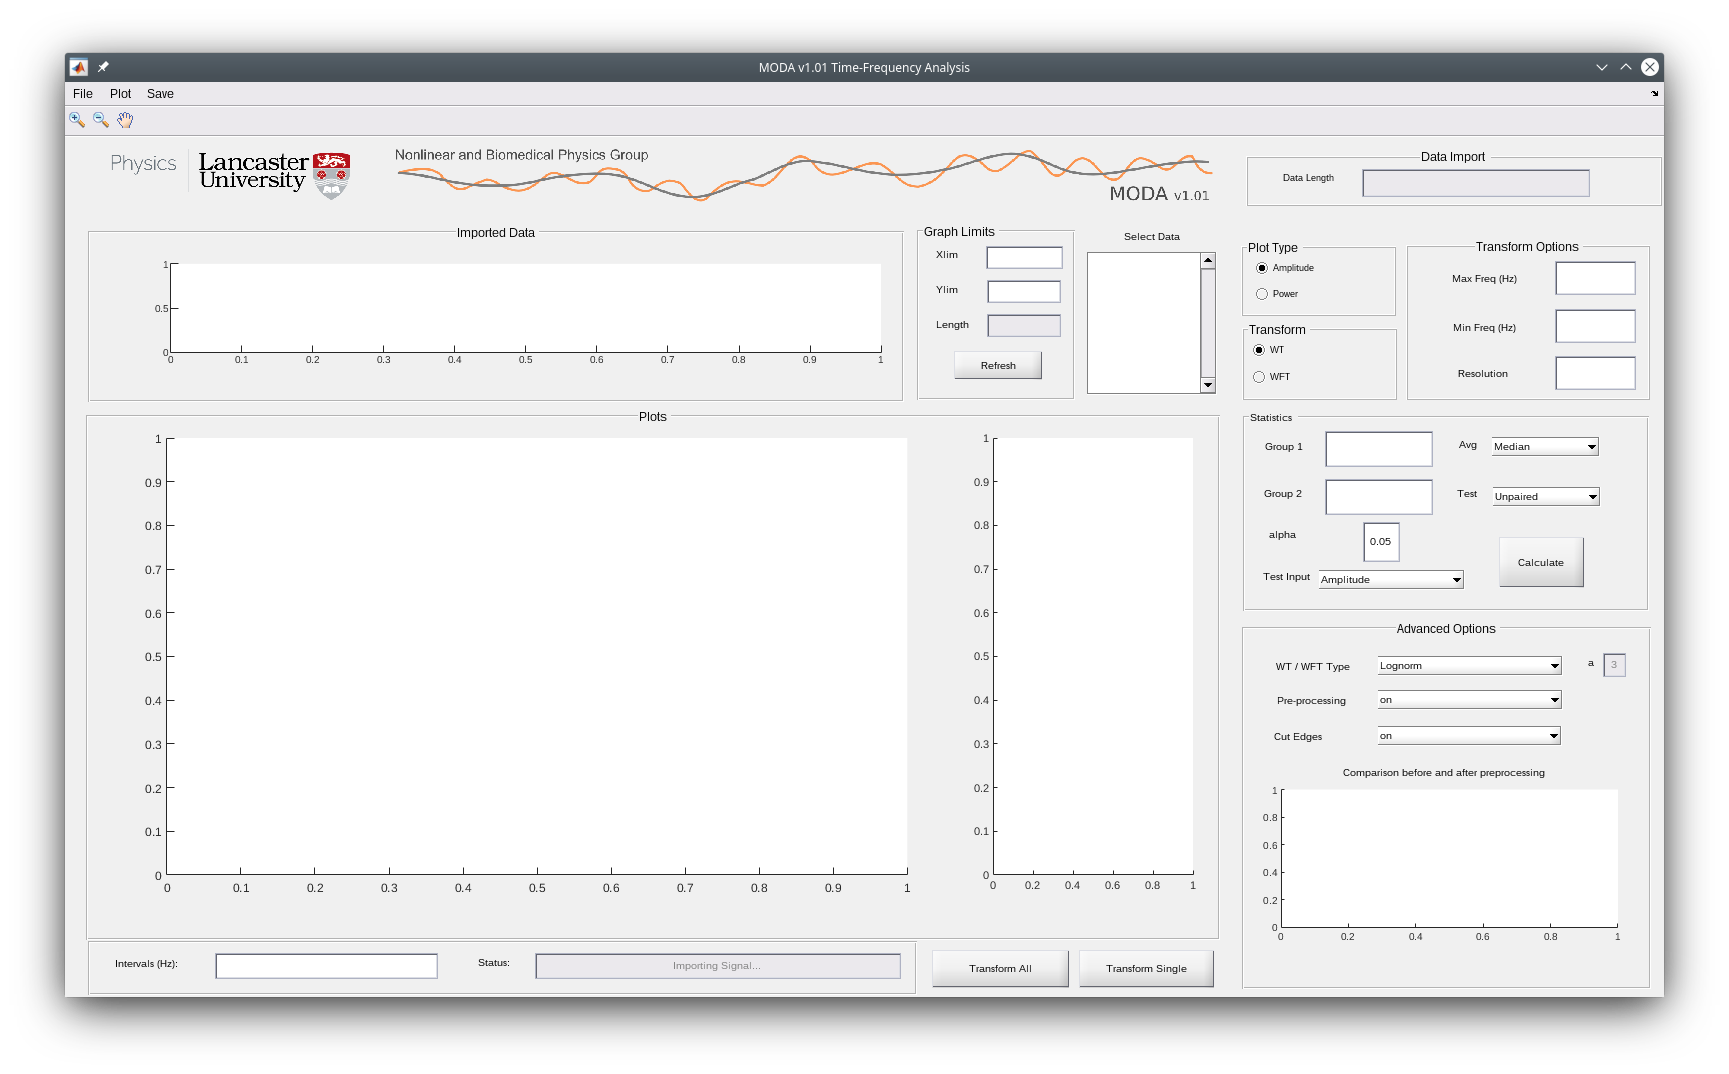 MODA v1.01 Time-Frequency Analysis
File Plot Save
Physics
Lancaster University
Nonlinear and Biomedical Physics Group
MODA v1.01
Data Import
Data Length
Imported Data
1
0.5
0
0 0.1 0.2 0.3 0.4 0.5 0.6 0.7 0.8 0.9 1
Graph Limits
Xlim
Ylim
Length
Refresh
Select Data
Plot Type
Amplitude
Power
Transform
WT
WFT
Transform Options
Max Freq (Hz)
Min Freq (Hz)
Resolution
Plots
1
0.9
0.8
0.7
0.6
0.5
0.4
0.3
0.2
0.1
0
0 0.1 0.2 0.3 0.4 0.5 0.6 0.7 0.8 0.9 1
1
0.9
0.8
0.7
0.6
0.5
0.4
0.3
0.2
0.1
0
0 0.2 0.4 0.6 0.8 1
Statistics
Group 1
Avg Median
Group 2
Test Unpaired
alpha 0.05
Calculate
Test Input Amplitude
Advanced Options
WT / WFT Type Lognorm a 3
Pre-processing on
Cut Edges on
Comparison before and after preprocessing
1
0.8
0.6
0.4
0.2
0
0 0.2 0.4 0.6 0.8 1
Intervals (Hz):
Status: Importing Signal...
Transform All
Transform Single